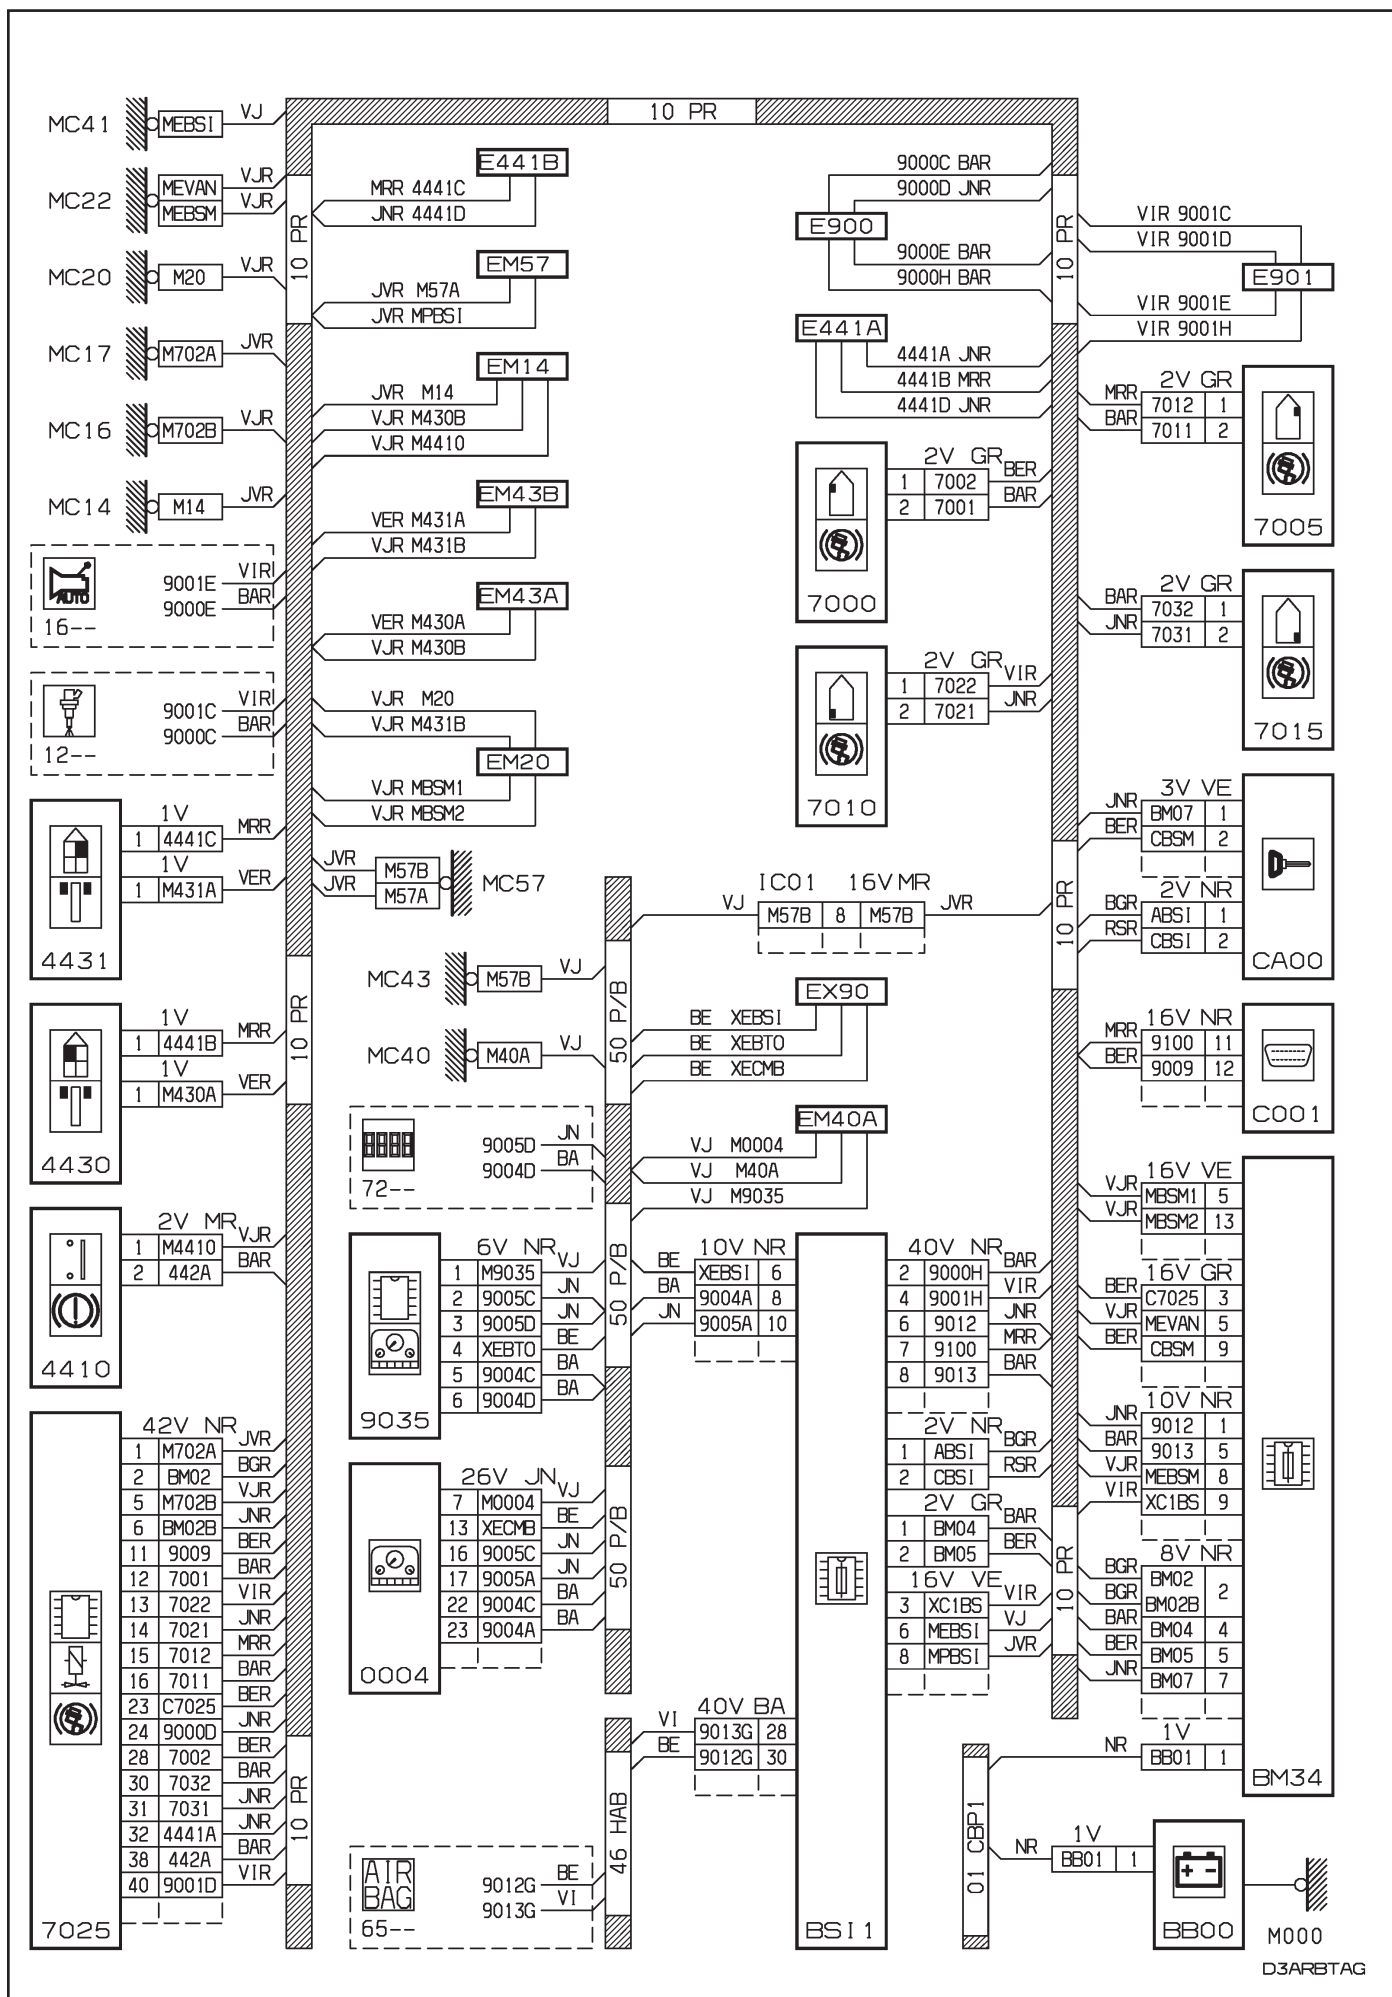 10 PR
MC41
MEBSI
VJ
MC22
MEVAN
VJR
MEBSM
VJR
MC20
M20
VJR
MC17
M702A
JVR
MC16
M702B
VJR
MC14
M14
JVR
10 PR
E441B
MRR 4441C
JNR 4441D
EM57
JVR M57A
JVR MPBSI
EM14
JVR M14
VJR M430B
VJR M4410
EM43B
VER M431A
VJR M431B
EM43A
VER M430A
VJR M430B
VJR M20
VJR M431B
EM20
VJR MBSM1
VJR MBSM2
9001E VIR
9000E BAR
AUTO
16--
9001C VIR
9000C BAR
12--
1V
1 4441C MRR
1V
1 M431A VER
4431
10 PR
1V
1 4441B MRR
1V
1 M430A VER
4430
2V MR
1 M4410 VJR
2 442A BAR
4410
42V NR
1 M702A JVR
2 BM02 BGR
5 M702B VJR
6 BM02B JNR
11 9009 BER
12 7001 BAR
13 7022 VIR
14 7021 JNR
15 7012 MRR
16 7011 BAR
23 C7025 BER
24 9000D JNR
28 7002 BER
30 7032 BAR
31 7031 JNR
32 4441A JNR
38 442A BAR
40 9001D VIR
7025
10 PR
JVR M57B
JVR M57A
MC57
MC43
M57B VJ
MC40
M40A VJ
50 P/B
VJ
IC01 16V MR
M57B 8 M57B
JVR
EX90
BE XEBSI
BE XEBTO
BE XECMB
EM40A
VJ M0004
VJ M40A
VJ M9035
9005D JN
9004D BA
72--
6V NR
1 M9035 VJ
2 9005C JN
3 9005D JN
4 XEBTO BE
5 9004C BA
6 9004D BA
9035
50 P/B
26V JN
7 M0004 VJ
13 XECMB BE
16 9005C JN
17 9005A JN
22 9004C BA
23 9004A BA
0004
50 P/B
AIR
BAG
65--
9012G BE
9013G VI
46 HAB
9000C BAR
9000D JNR
E900
9000E BAR
9000H BAR
E441A
4441A JNR
4441B MRR
4441D JNR
2V GR
1 7002 BER
2 7001 BAR
7000
2V GR
1 7022 VIR
2 7021 JNR
7010
10 PR
VIR 9001C
VIR 9001D
E901
VIR 9001E
VIR 9001H
2V GR
MRR 7012 1
BAR 7011 2
7005
2V GR
BAR 7032 1
JNR 7031 2
7015
3V VE
JNR BM07 1
BER CBSM 2
2V NR
BGR ABSI 1
RSR CBSI 2
CA00
10 PR
16V NR
MRR 9100 11
BER 9009 12
C001
10V NR
BE XEBSI 6
BA 9004A 8
JN 9005A 10
40V NR
2 9000H BAR
4 9001H VIR
6 9012 JNR
7 9100 MRR
8 9013 BAR
2V NR
1 ABSI BGR
2 CBSI RSR
2V GR
1 BM04 BAR
2 BM05 BER
16V VE
3 XC1BS VIR
6 MEBSI VJ
8 MPBSI JVR
40V BA
VI 9013G 28
BE 9012G 30
BSI1
10 PR
16V VE
VJR MBSM1 5
VJR MBSM2 13
16V GR
BER C7025 3
VJR MEVAN 5
BER CBSM 9
10V NR
JNR 9012 1
BAR 9013 5
VJR MEBSM 8
VIR XC1BS 9
8V NR
BGR BM02
BGR BM02B
2
BAR BM04 4
BER BM05 5
JNR BM07 7
1V
NR BB01 1
BM34
01 CBP1
1V
NR BB01 1
BB00
M000
D3ARBTAG